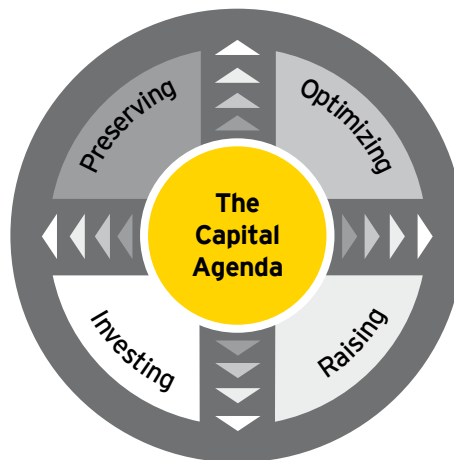 Preserving
Optimizing
The
Capital
Agenda
Investing
Raising